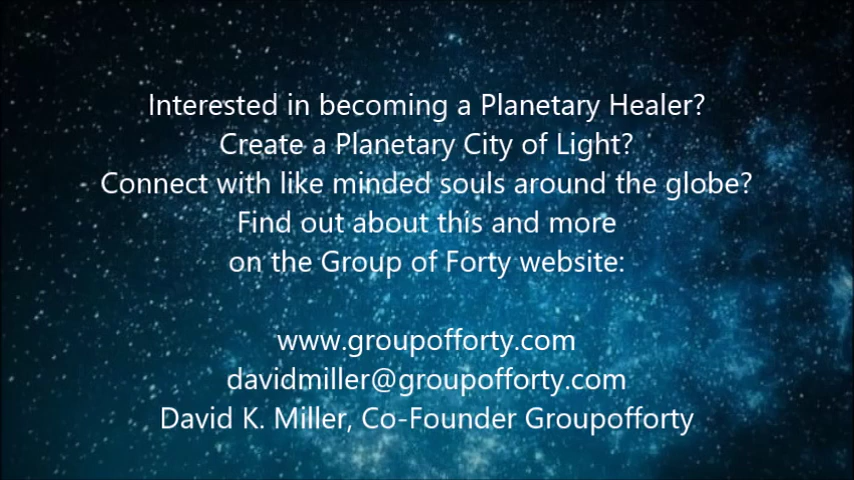 Interested in becoming a Planetary Healer?
Create a Planetary City of Light?
Connect with like minded souls around the globe?
Find out about this and more
on the Group of Forty website:
www.groupofforty.com
davidmiller@groupofforty.com
David K. Miller, Co-Founder Groupofforty